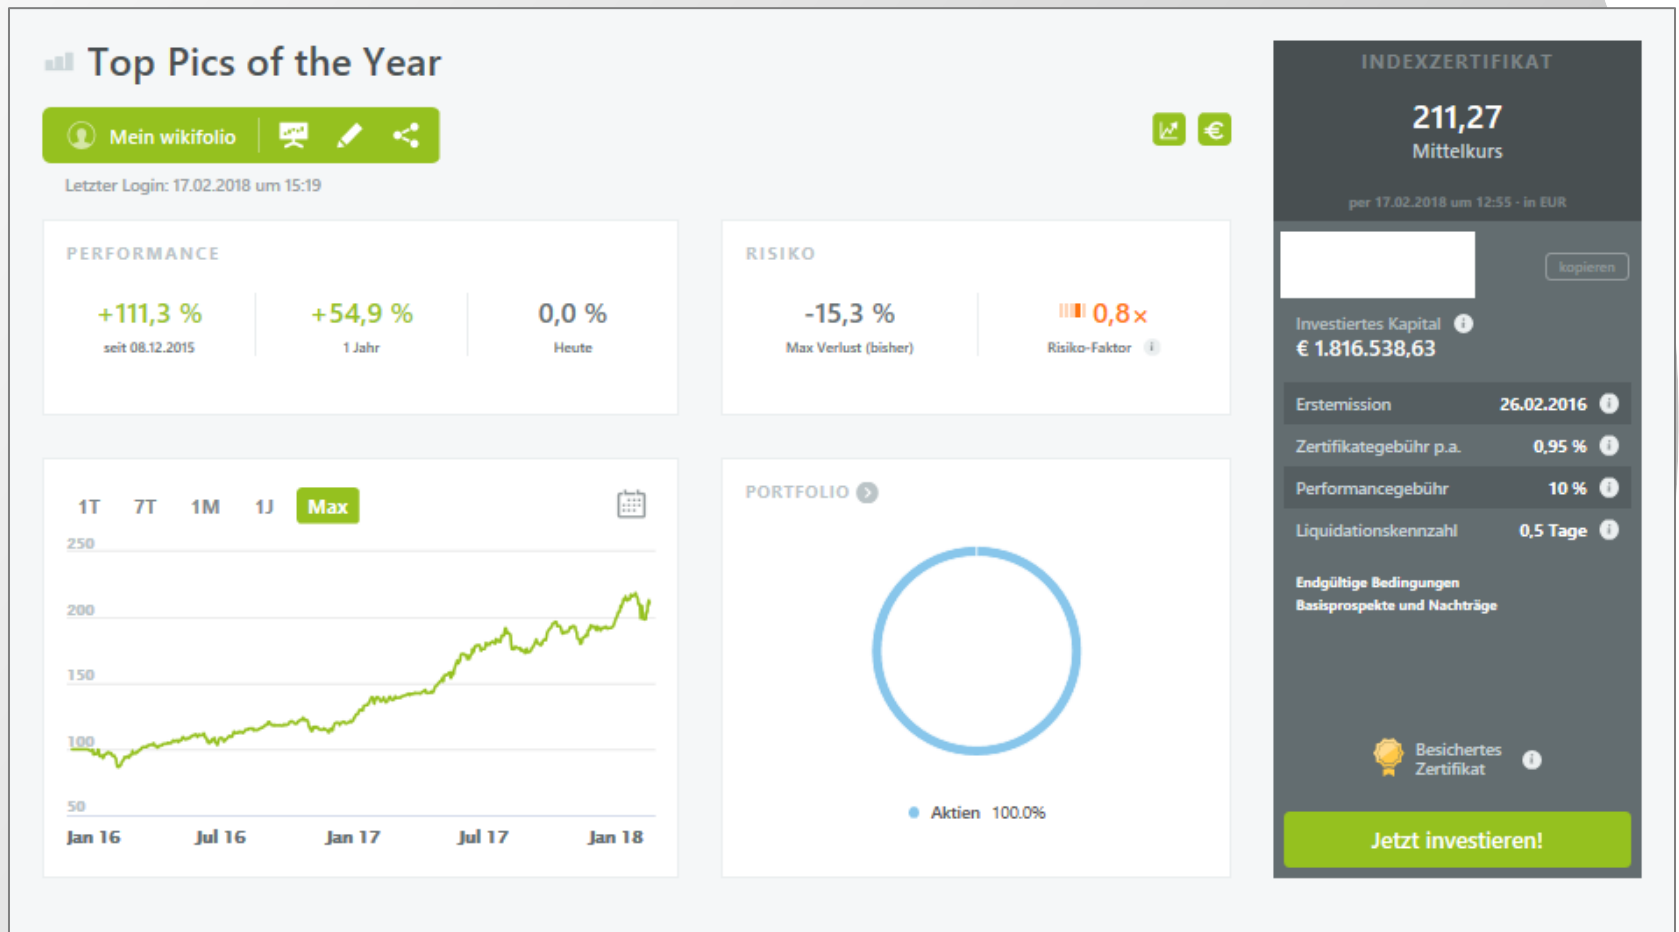 Top Pics of the Year
Mein wikifolio
Letzter Login: 17.02.2018 um 15:19
PERFORMANCE
+111,3 %
seit 08.12.2015
+54,9 %
1 Jahr
0,0 %
Heute
RISIKO
-15,3 %
Max Verlust (bisher)
0,8×
Risiko-Faktor i
1T 7T 1M 1J Max
250
200
150
100
50
Jan 16 Jul 16 Jan 17 Jul 17 Jan 18
PORTFOLIO
Aktien 100.0%
INDEXZERTIFIKAT
211,27
Mittelkurs
per 17.02.2018 um 12:55 - in EUR
kopieren
Investiertes Kapital i
€ 1.816.538,63
Erstemission 26.02.2016 i
Zertifikategebühr p.a. 0,95 % i
Performancegebühr 10 % i
Liquidationskennzahl 0,5 Tage i
Endgültige Bedingungen
Basisprospekte und Nachträge
Besichertes
Zertifikat i
Jetzt investieren!